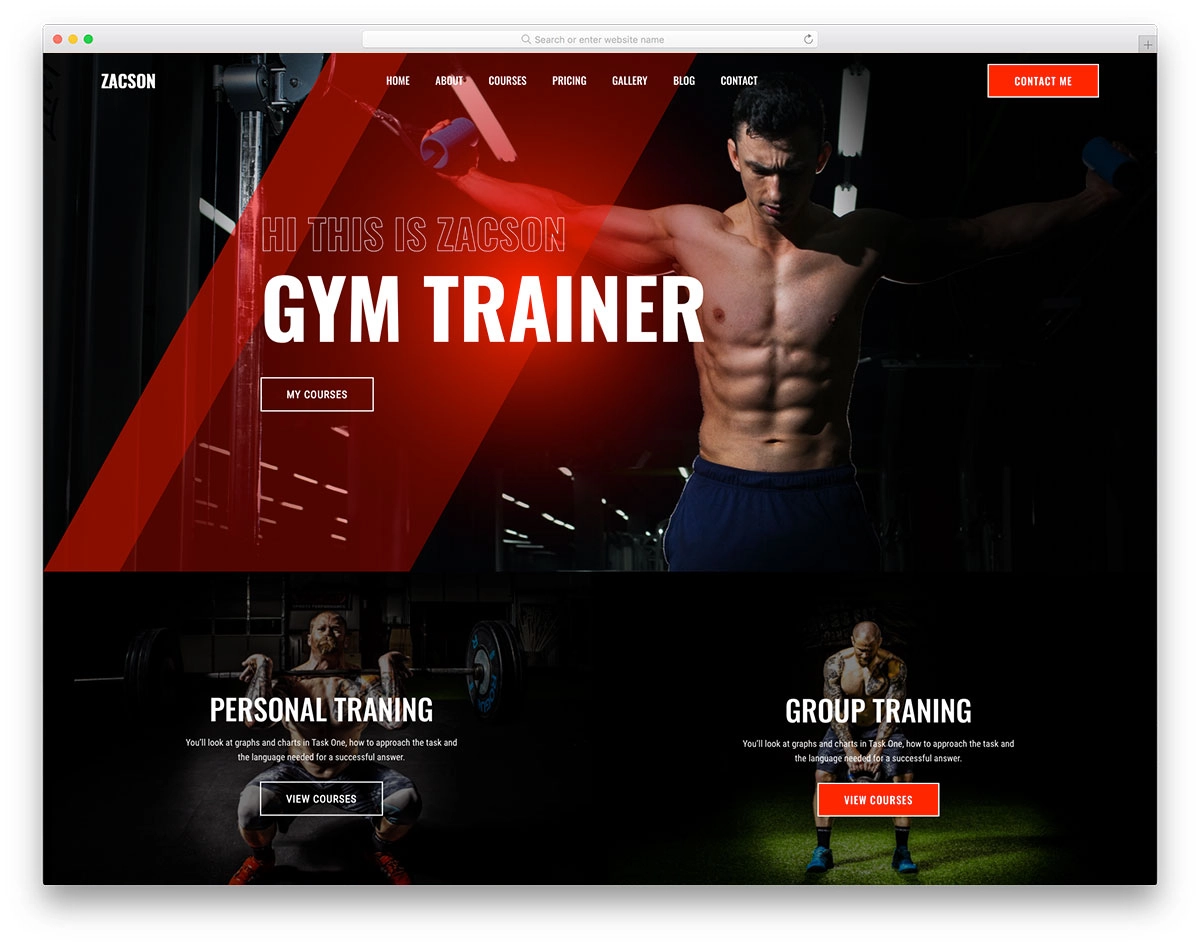 Search or enter website name
ZACSON
HOME ABOUT COURSES PRICING GALLERY BLOG CONTACT
CONTACT ME
HI THIS IS ZACSON
GYM TRAINER
MY COURSES
PERSONAL TRANING
You'll look at graphs and charts in Task One, how to approach the task and
the language needed for a successful answer.
VIEW COURSES
GROUP TRANING
You'll look at graphs and charts in Task One, how to approach the task and
the language needed for a successful answer.
VIEW COURSES